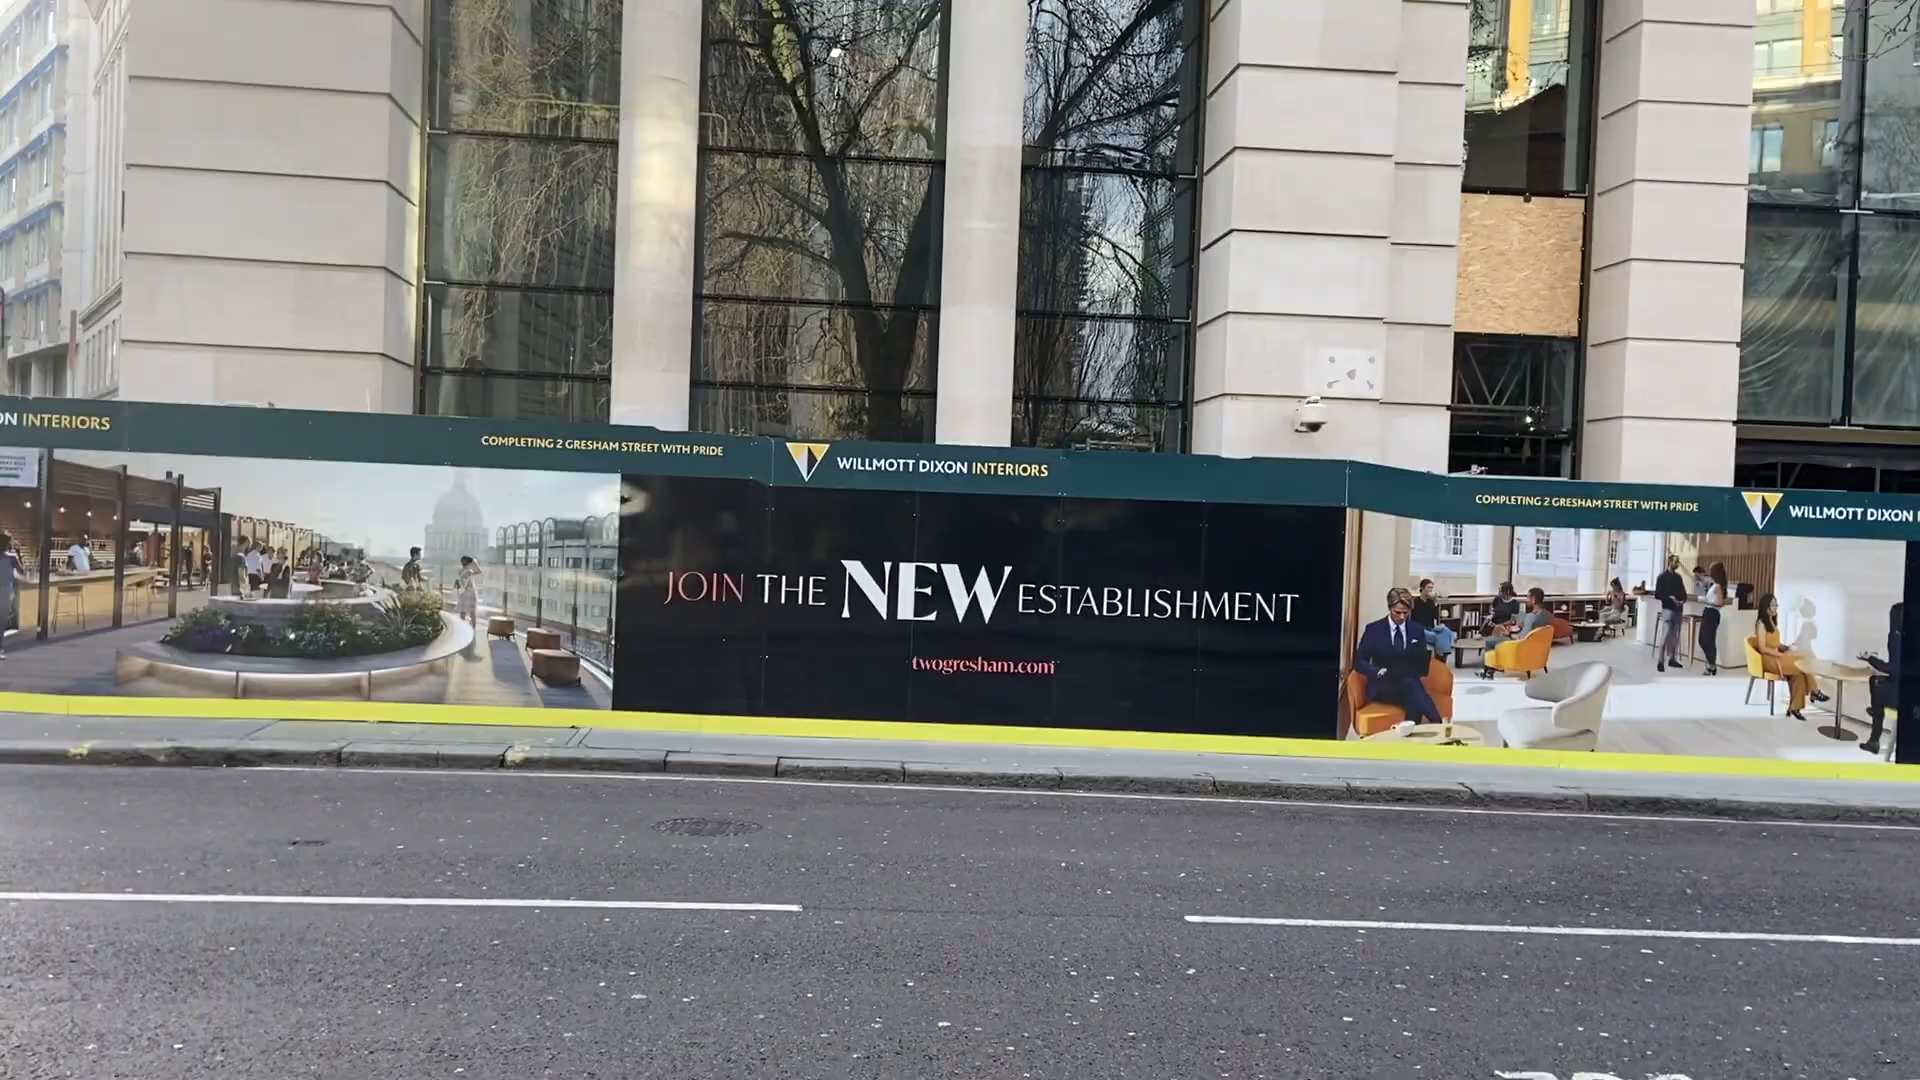 ON INTERIORS
COMPLETING 2 GRESHAM STREET WITH PRIDE
WILLMOTT DIXON INTERIORS
COMPLETING 2 GRESHAM STREET WITH PRIDE
WILLMOTT DIXON I
JOIN THE NEW ESTABLISHMENT
twogresham.com